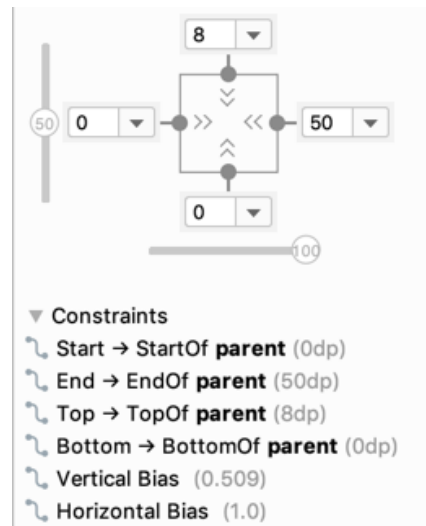 8
50
0
50
0
100
Constraints
Start → StartOf parent (0dp)
End → EndOf parent (50dp)
Top → TopOf parent (8dp)
Bottom → BottomOf parent (0dp)
Vertical Bias (0.509)
Horizontal Bias (1.0)